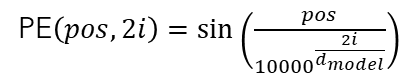 PE(pos, 2i) = sin (pos / 10000^(2i / d_model))